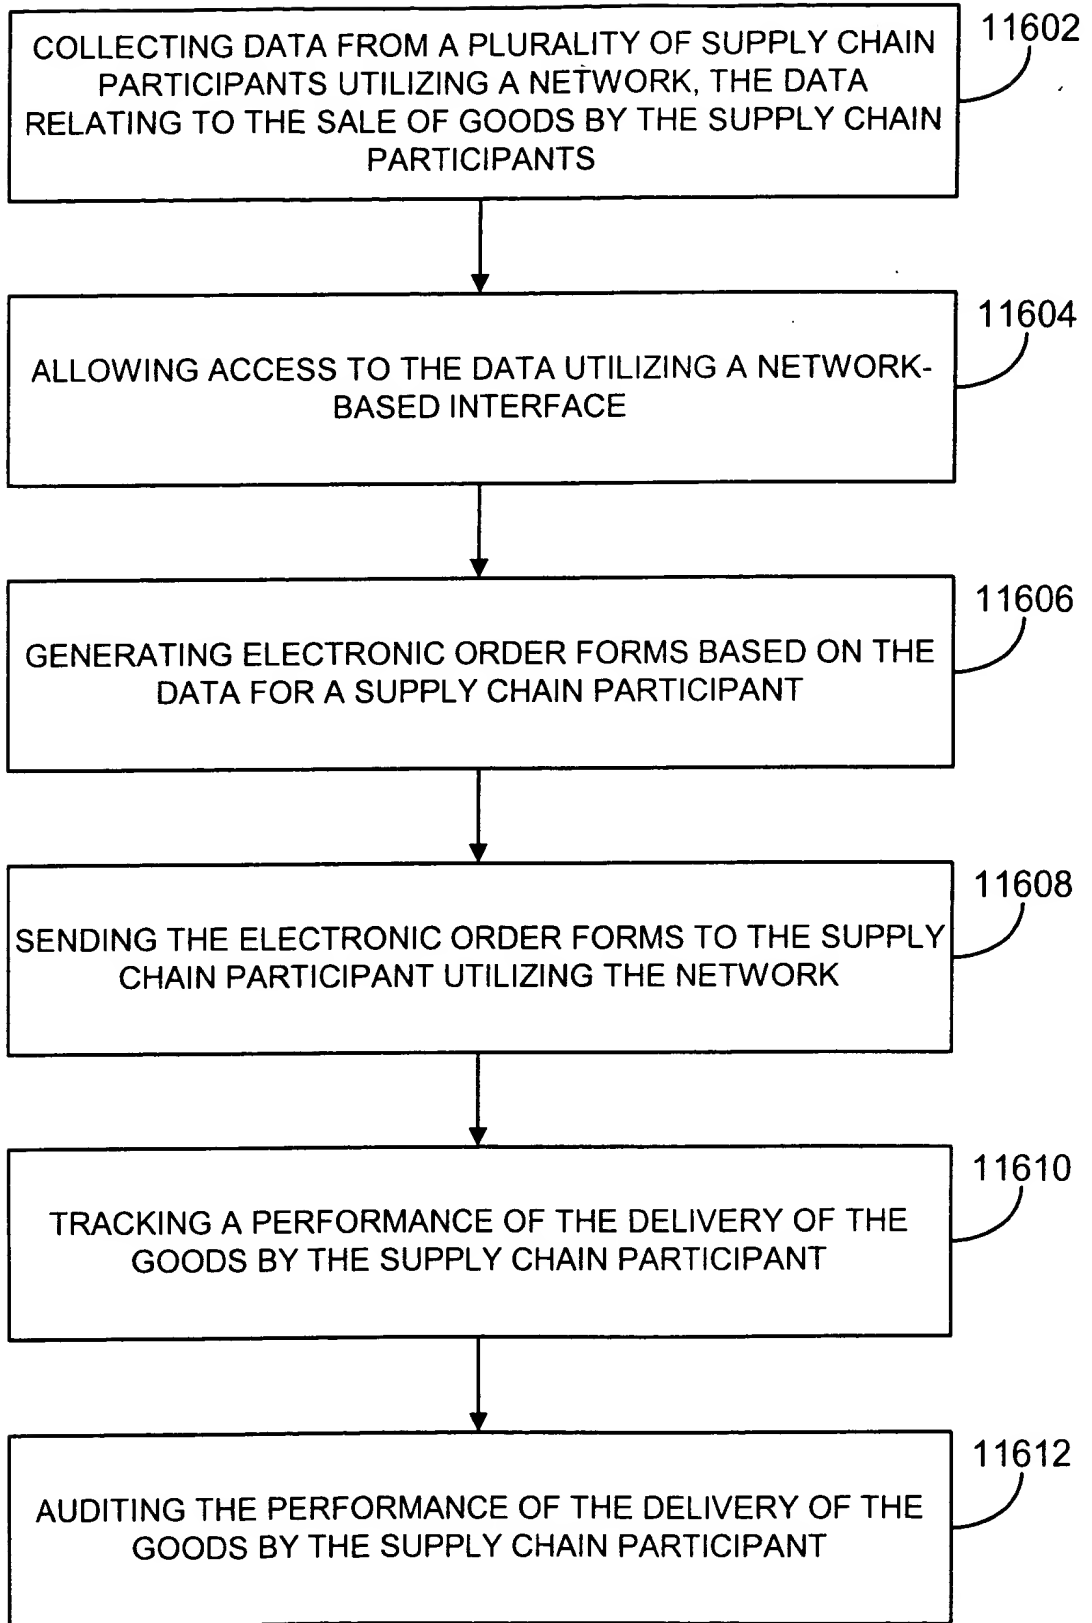 COLLECTING DATA FROM A PLURALITY OF SUPPLY CHAIN
PARTICIPANTS UTILIZING A NETWORK, THE DATA
RELATING TO THE SALE OF GOODS BY THE SUPPLY CHAIN
PARTICIPANTS
11602
ALLOWING ACCESS TO THE DATA UTILIZING A NETWORK-
BASED INTERFACE
11604
GENERATING ELECTRONIC ORDER FORMS BASED ON THE
DATA FOR A SUPPLY CHAIN PARTICIPANT
11606
SENDING THE ELECTRONIC ORDER FORMS TO THE SUPPLY
CHAIN PARTICIPANT UTILIZING THE NETWORK
11608
TRACKING A PERFORMANCE OF THE DELIVERY OF THE
GOODS BY THE SUPPLY CHAIN PARTICIPANT
11610
AUDITING THE PERFORMANCE OF THE DELIVERY OF THE
GOODS BY THE SUPPLY CHAIN PARTICIPANT
11612